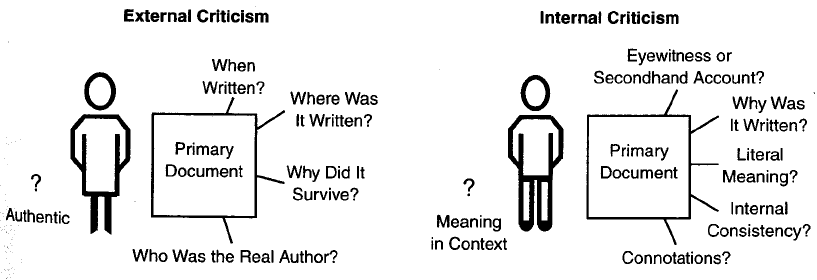 External Criticism
When
Written?
Where Was
It Written?
Primary
Document
Why Did It
Survive?
?
Authentic
Who Was the Real Author?
Internal Criticism
Eyewitness or
Secondhand Account?
Why Was
It Written?
Primary
Document
Literal
Meaning?
?
Meaning
in Context
Internal
Consistency?
Connotations?